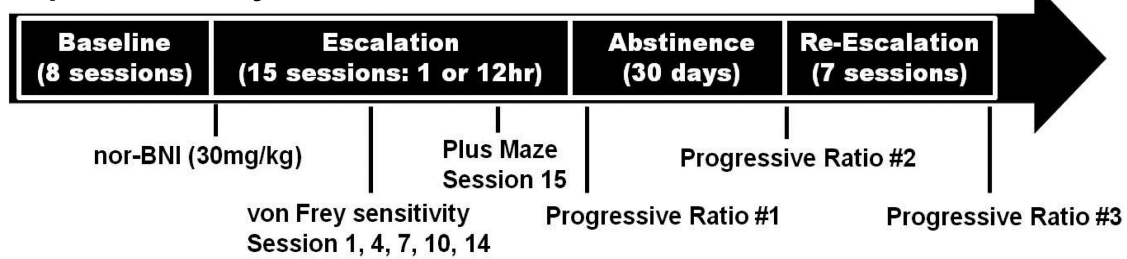 Baseline
(8 sessions)
Escalation
(15 sessions: 1 or 12hr)
Abstinence
(30 days)
Re-Escalation
(7 sessions)
nor-BNI (30mg/kg)
Plus Maze
Session 15
Progressive Ratio #2
von Frey sensitivity
Session 1, 4, 7, 10, 14
Progressive Ratio #1
Progressive Ratio #3